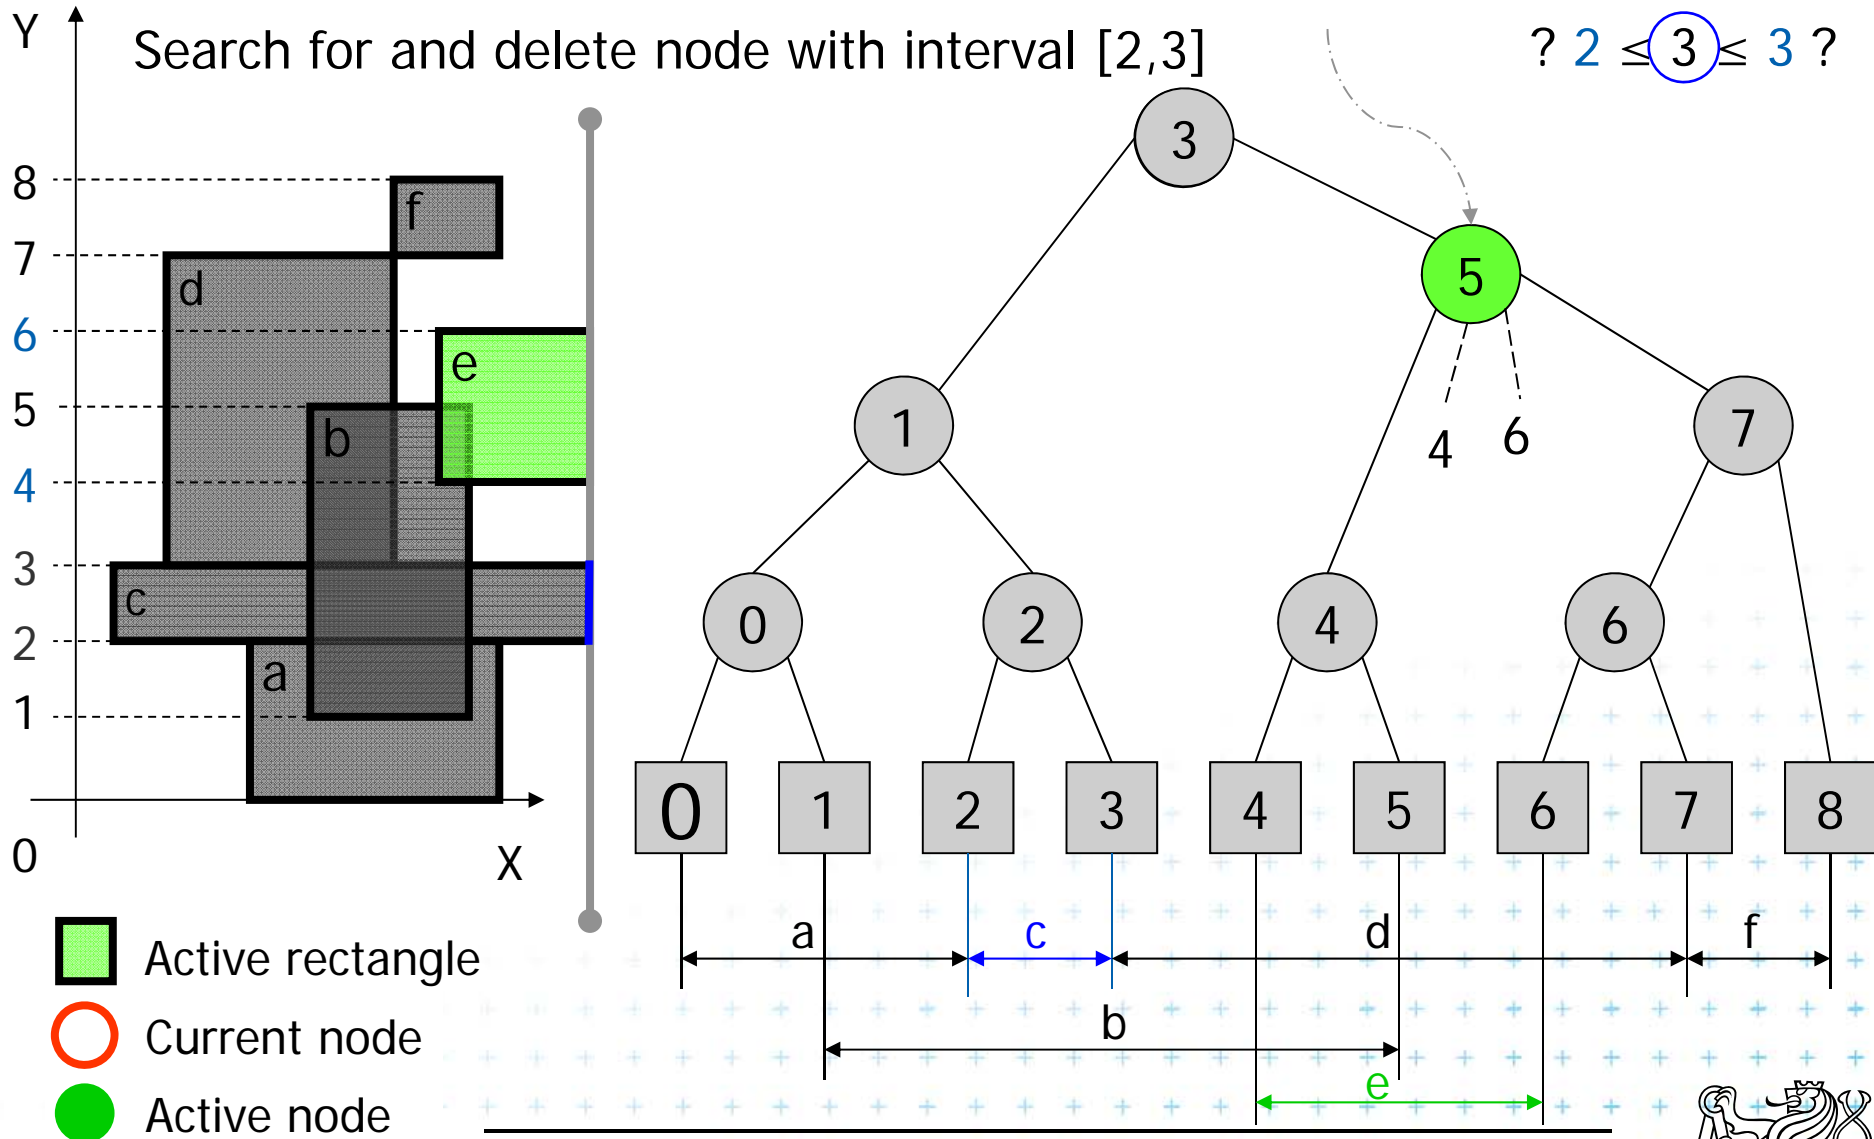 Y
Search for and delete node with interval [2,3]
? 2 ≤ 3 ≤ 3 ?
3
8
f
7
d
5
6
e
5
b
1
4 6
7
4
3
c
0
2
4
6
2
a
1
0
1
2
3
4
5
6
7
8
0
X
a
c
d
f
Active rectangle
b
Current node
e
Active node